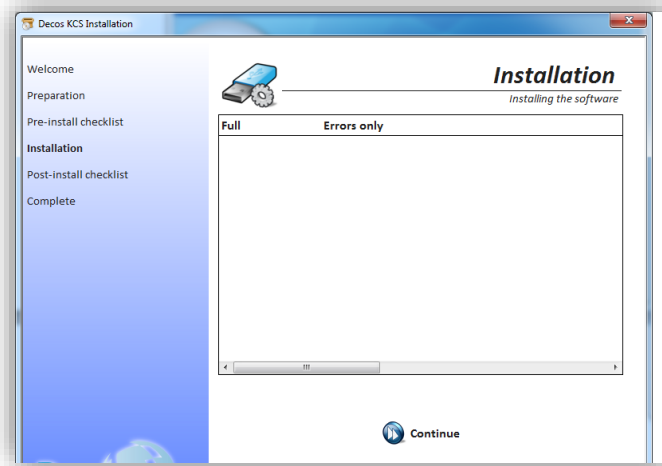 Decos KCS Installation
Welcome
Preparation
Pre-install checklist
Installation
Post-install checklist
Complete
Installation
Installing the software
Full Errors only
Continue